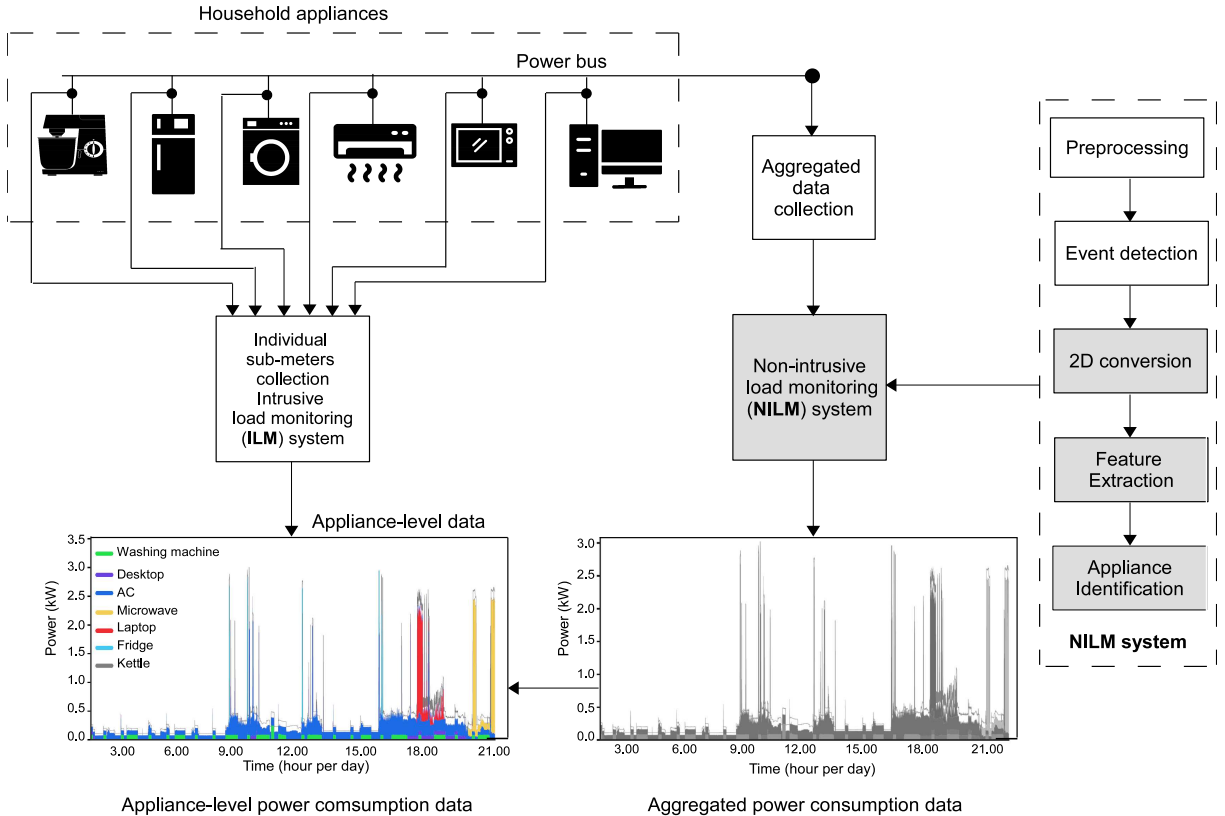 Household appliances
Power bus
Aggregated
data
collection
Preprocessing
Event detection
2D conversion
Feature
Extraction
Appliance
Identification
NILM system
Individual
sub-meters
collection
Intrusive
load monitoring
(ILM) system
Non-intrusive
load monitoring
(NILM) system
Appliance-level data
Power (kW)
3.5
3.0
2.5
2.0
1.5
1.0
0.5
0.0
Washing machine
Desktop
AC
Microwave
Laptop
Fridge
Kettle
3.00 6.00 9.00 12.00 15.00 18.00 21.00
Time (hour per day)
Appliance-level power comsumption data
Power (kW)
3.0
2.5
2.0
1.5
1.0
0.5
0.0
3.00 6.00 9.00 12.00 15.00 18.00 21.00
Time (hour per day)
Aggregated power consumption data